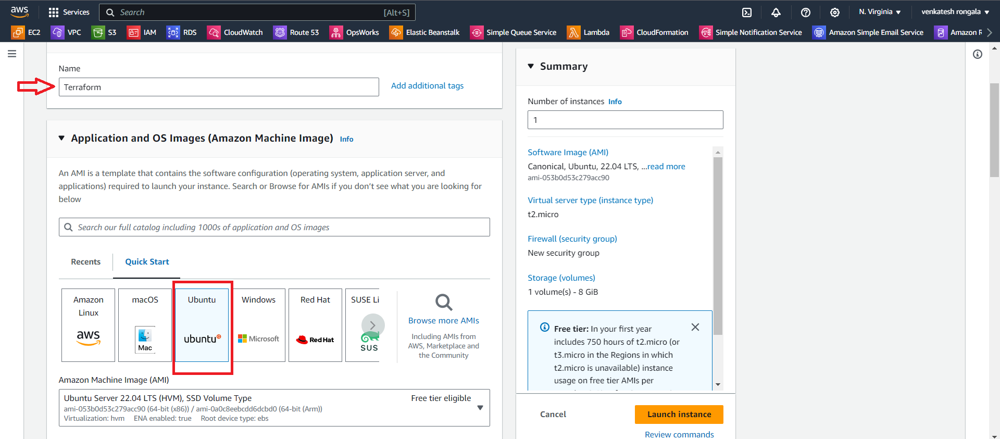 aws
Services
Search
[Alt+S]
N. Virginia
venkatesh rongala
EC2
VPC
S3
IAM
RDS
CloudWatch
Route 53
OpsWorks
Elastic Beanstalk
Simple Queue Service
Lambda
CloudFormation
Simple Notification Service
Amazon Simple Email Service
Amazon R
Name
Terraform
Add additional tags
Application and OS Images (Amazon Machine Image) Info
An AMI is a template that contains the software configuration (operating system, application server, and
applications) required to launch your instance. Search or Browse for AMIs if you don’t see what you are looking for
below
Search our full catalog including 1000s of application and OS images
Recents
Quick Start
Amazon
Linux
aws
macOS
Mac
Ubuntu
ubuntu
Windows
Microsoft
Red Hat
Red Hat
SUSE Li
SUS
Browse more AMIs
Including AMIs from
AWS, Marketplace and
the Community
Amazon Machine Image (AMI)
Ubuntu Server 22.04 LTS (HVM), SSD Volume Type
Free tier eligible
ami-053b0d53c279acc90 (64-bit (x86)) / ami-0a0c8eebcdd6dcbd0 (64-bit (Arm))
Virtualization: hvm ENA enabled: true Root device type: ebs
Summary
Number of instances Info
1
Software Image (AMI)
Canonical, Ubuntu, 22.04 LTS, ...read more
ami-053b0d53c279acc90
Virtual server type (instance type)
t2.micro
Firewall (security group)
New security group
Storage (volumes)
1 volume(s) - 8 GiB
Free tier: In your first year
includes 750 hours of t2.micro (or
t3.micro in the Regions in which
t2.micro is unavailable) instance
usage on free tier AMIs per
Cancel
Launch instance
Review commands